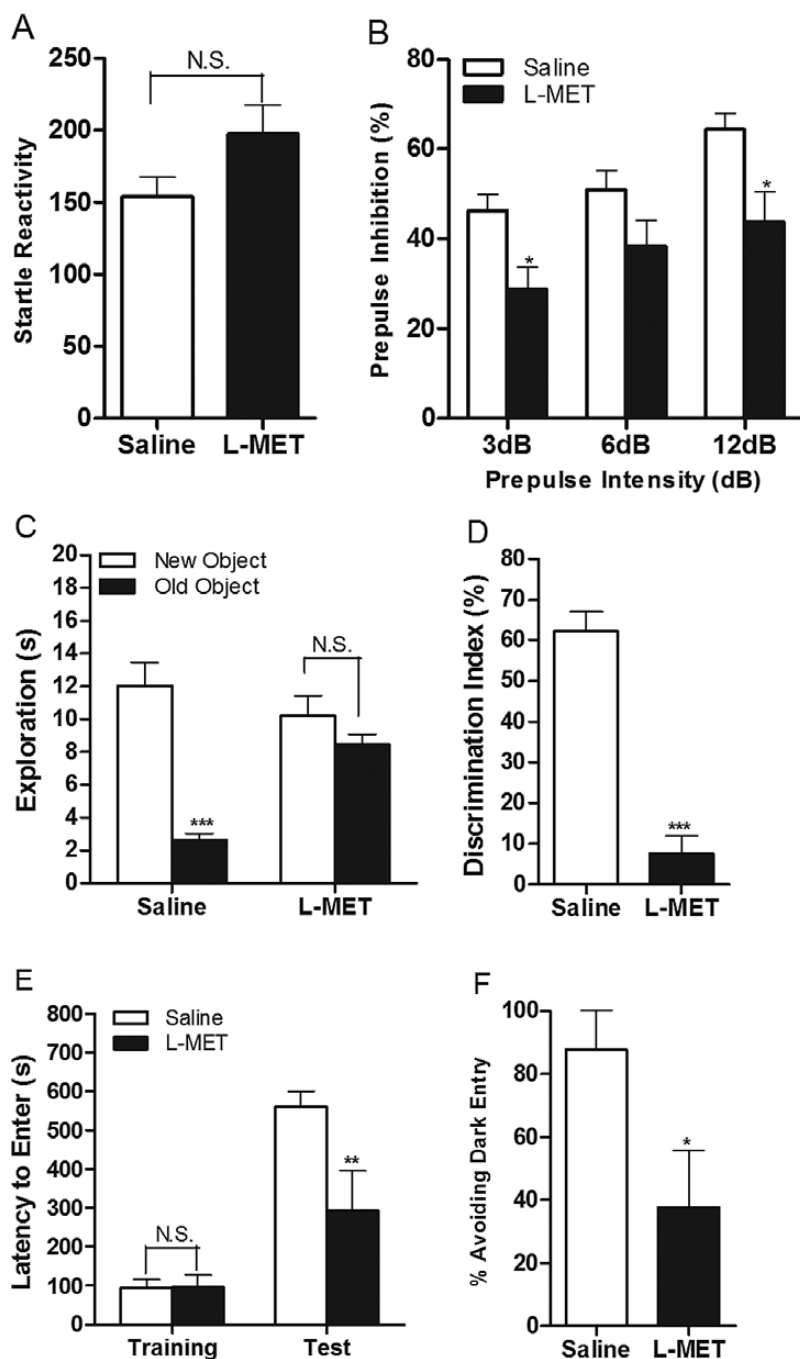 A
Startle Reactivity
250
200
150
100
50
0
N.S.
Saline L-MET
B
Prepulse Inhibition (%)
80
60
40
20
0
Saline
L-MET
*
*
3dB 6dB 12dB
Prepulse Intensity (dB)
C
Exploration (s)
20
18
16
14
12
10
8
6
4
2
0
New Object
Old Object
N.S.
***
Saline L-MET
D
Discrimination Index (%)
80
70
60
50
40
30
20
10
0
***
Saline L-MET
E
Latency to Enter (s)
800
700
600
500
400
300
200
100
0
Saline
L-MET
N.S.
**
Training Test
F
% Avoiding Dark Entry
100
80
60
40
20
0
*
Saline L-MET